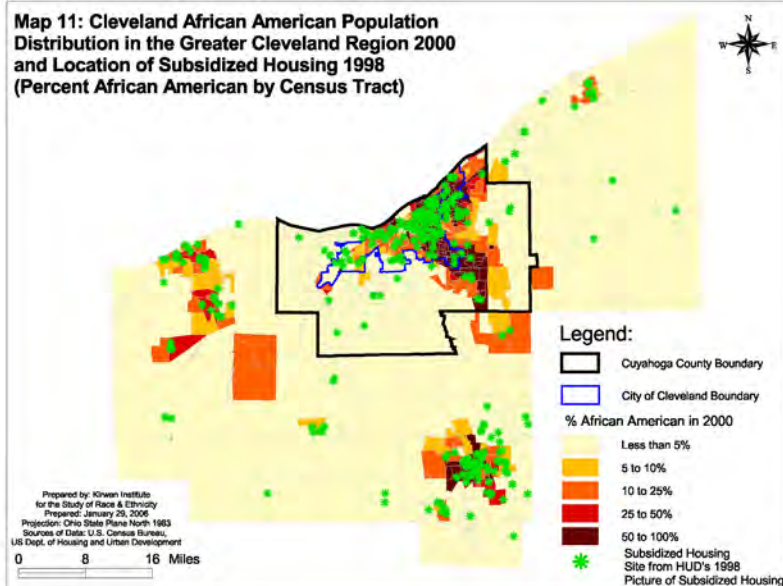 Map 11: Cleveland African American Population
Distribution in the Greater Cleveland Region 2000
and Location of Subsidized Housing 1998
(Percent African American by Census Tract)
N
W E
S
Legend:
Cuyahoga County Boundary
City of Cleveland Boundary
% African American in 2000
Less than 5%
5 to 10%
10 to 25%
25 to 50%
50 to 100%
Subsidized Housing
Site from HUD's 1998
Picture of Subsidized Housing
Prepared by: Kirwan Institute
for the Study of Race & Ethnicity
Prepared: January 29, 2006
Projection: Ohio State Plane North 1983
Sources of Data: U.S. Census Bureau,
US Dept. of Housing and Urban Development
0 8 16 Miles